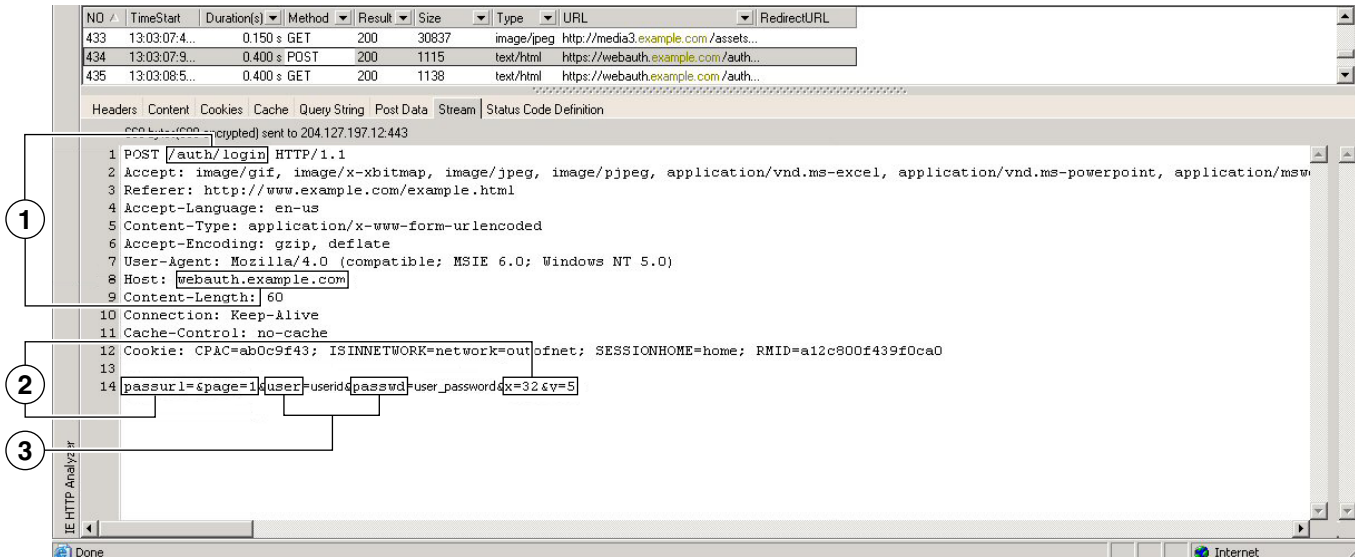 NO TimeStart Duration(s) Method Result Size Type URL RedirectURL
433 13:03:07:4... 0.150 s GET 200 30837 image/jpeg http://media3.example.com /assets...
434 13:03:07:9... 0.400 s POST 200 1115 text/html https://webauth.example.com /auth...
435 13:03:08:5... 0.400 s GET 200 1138 text/html https://webauth.example.com /auth...
Headers Content Cookies Cache Query String Post Data Stream Status Code Definition
encrypted) sent to 204.127.197.12:443
1 POST /auth/login HTTP/1.1
2 Accept: image/gif, image/x-xbitmap, image/jpeg, image/pjpeg, application/vnd.ms-excel, application/vnd.ms-powerpoint, application/msw
3 Referer: http://www.example.com/example.html
4 Accept-Language: en-us
1
5 Content-Type: application/x-www-form-urlencoded
6 Accept-Encoding: gzip, deflate
7 User-Agent: Mozilla/4.0 (compatible; MSIE 6.0; Windows NT 5.0)
8 Host: webauth.example.com
9 Content-Length: 60
10 Connection: Keep-Alive
11 Cache-Control: no-cache
12 Cookie: CPAC=ab0c9f43; ISINNETWORK=network=outofnet; SESSIONHOME=home; RMID=a12c800f439f0ca0
13
2
14 passurl=&page=1&user=userid&passwd=user_password&x=32&y=5
3
IE HTTP Analyzer
Done Internet